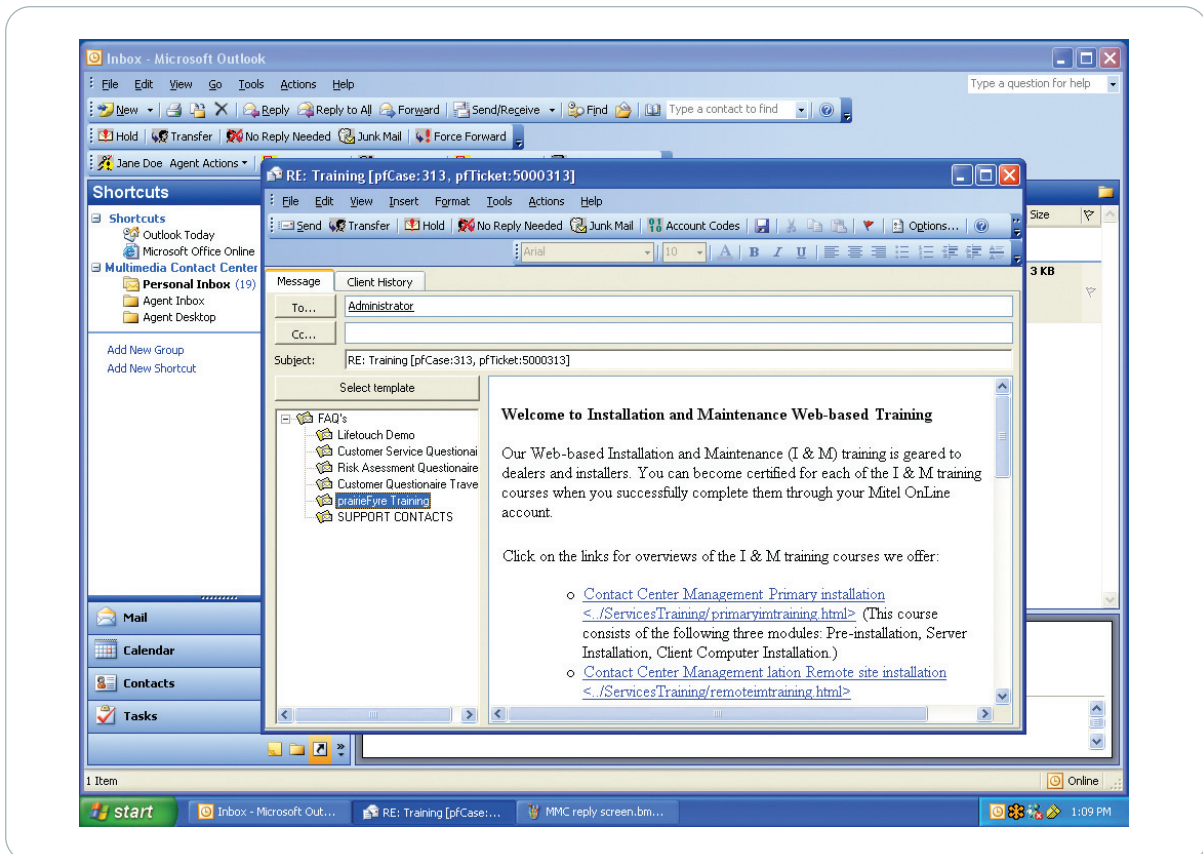 Inbox - Microsoft Outlook
File Edit View Go Tools Actions Help
Type a question for help
New Reply Reply to All Forward Send/Receive Find Type a contact to find
Hold Transfer No Reply Needed Junk Mail Force Forward
Jane Doe Agent Actions
Shortcuts
Shortcuts
Outlook Today
Microsoft Office Online
Multimedia Contact Center
Personal Inbox (19)
Agent Inbox
Agent Desktop
Add New Group
Add New Shortcut
Mail
Calendar
Contacts
Tasks
Size
3 KB
RE: Training [pfCase:313, pfTicket:5000313]
File Edit View Insert Format Tools Actions Help
Send Transfer Hold No Reply Needed Junk Mail Account Codes Options...
Arial 10 A B I U
Message Client History
To... Administrator
Cc...
Subject: RE: Training [pfCase:313, pfTicket:5000313]
Select template
FAQ's
Lifetouch Demo
Customer Service Questionai
Risk Asessment Questionaire
Customer Questionaire Trave
prairieFyre Training
SUPPORT CONTACTS
Welcome to Installation and Maintenance Web-based Training
Our Web-based Installation and Maintenance (I & M) training is geared to
dealers and installers. You can become certified for each of the I & M training
courses when you successfully complete them through your Mitel OnLine
account.
Click on the links for overviews of the I & M training courses we offer:
o Contact Center Management Primary installation
<../ServicesTraining/primaryimtraining.html> (This course
consists of the following three modules: Pre-installation, Server
Installation, Client Computer Installation.)
o Contact Center Management lation Remote site installation
<../ServicesTraining/remoteimtraining.html>
1 Item
Online
start Inbox - Microsoft Out... RE: Training [pfCase:... MMC reply screen.bm... 1:09 PM